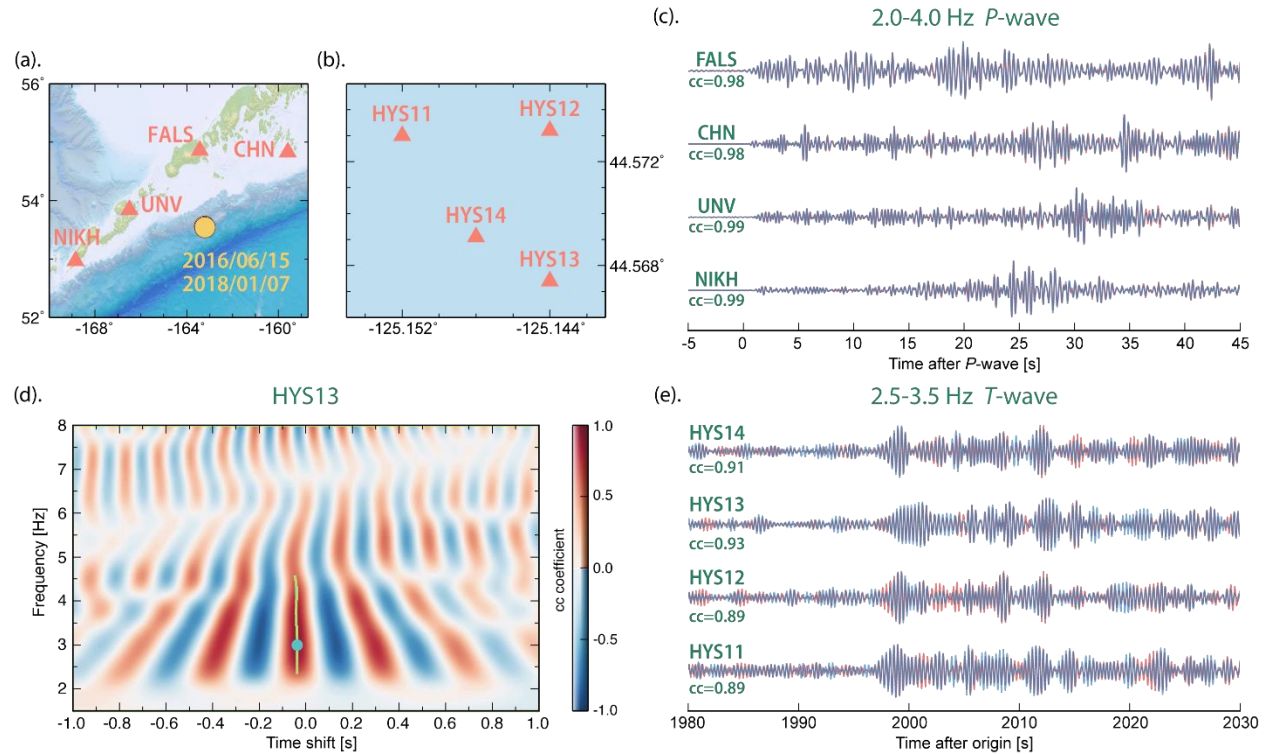 (a).
56°
54°
52°
-168°
-164°
-160°
FALS
CHN
UNV
NIKH
2016/06/15
2018/01/07
(b).
HYS11
HYS12
HYS14
HYS13
44.572°
44.568°
-125.152°
-125.144°
(c).
2.0-4.0 Hz P-wave
FALS
cc=0.98
CHN
cc=0.98
UNV
cc=0.99
NIKH
cc=0.99
-5 0 5 10 15 20 25 30 35 40 45
Time after P-wave [s]
(d).
HYS13
8
7
6
5
4
3
2
Frequency [Hz]
-1.0 -0.8 -0.6 -0.4 -0.2 0.0 0.2 0.4 0.6 0.8 1.0
Time shift [s]
1.0
0.5
0.0
-0.5
-1.0
cc coefficient
(e).
2.5-3.5 Hz T-wave
HYS14
cc=0.91
HYS13
cc=0.93
HYS12
cc=0.89
HYS11
cc=0.89
1980 1990 2000 2010 2020 2030
Time after origin [s]